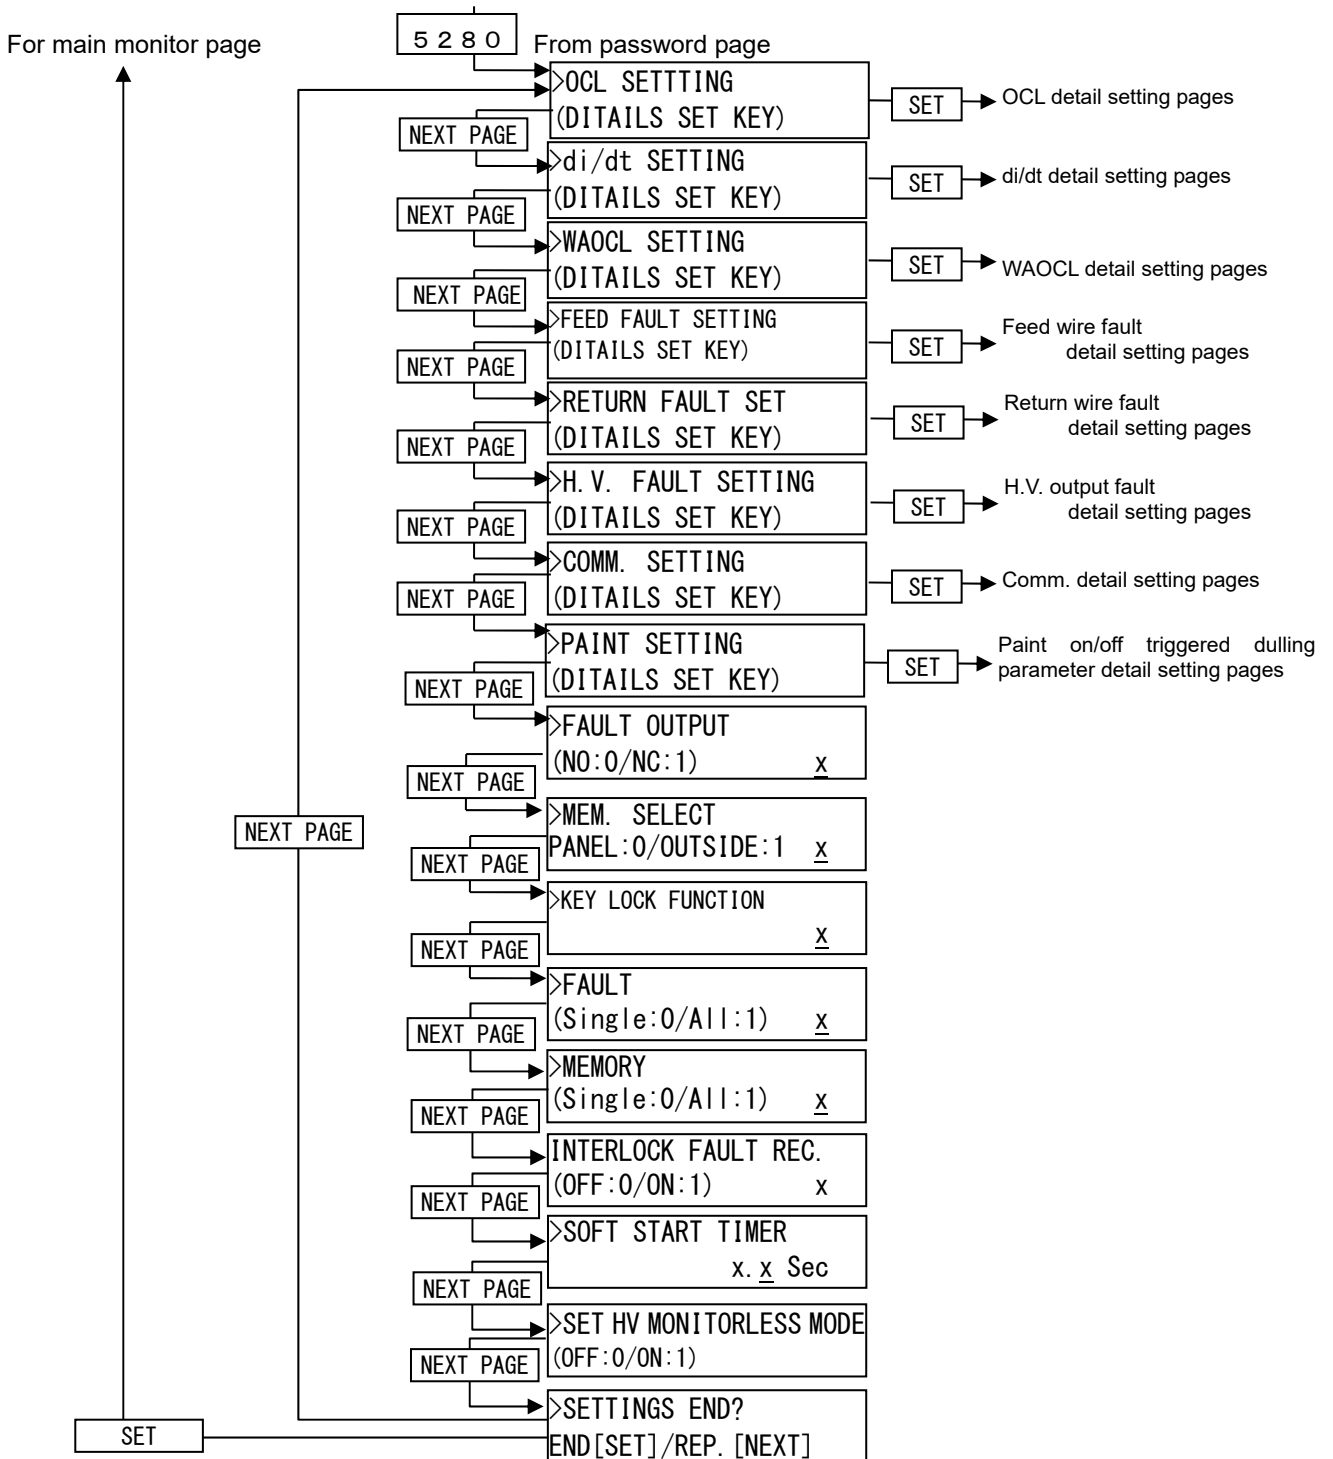 5280
For main monitor page
From password page
>OCL SETTTING
(DITAILS SET KEY)
SET
OCL detail setting pages
NEXT PAGE
>di/dt SETTING
(DITAILS SET KEY)
SET
di/dt detail setting pages
NEXT PAGE
>WAOCL SETTING
(DITAILS SET KEY)
SET
WAOCL detail setting pages
NEXT PAGE
>FEED FAULT SETTING
(DITAILS SET KEY)
SET
Feed wire fault
detail setting pages
NEXT PAGE
>RETURN FAULT SET
(DITAILS SET KEY)
SET
Return wire fault
detail setting pages
NEXT PAGE
>H.V. FAULT SETTING
(DITAILS SET KEY)
SET
H.V. output fault
detail setting pages
NEXT PAGE
>COMM. SETTING
(DITAILS SET KEY)
SET
Comm. detail setting pages
NEXT PAGE
>PAINT SETTING
(DITAILS SET KEY)
SET
Paint on/off triggered dulling
parameter detail setting pages
NEXT PAGE
>FAULT OUTPUT
(NO:0/NC:1) x
NEXT PAGE
>MEM. SELECT
PANEL:0/OUTSIDE:1 x
NEXT PAGE
NEXT PAGE
>KEY LOCK FUNCTION
x
NEXT PAGE
>FAULT
(Single:0/All:1) x
NEXT PAGE
>MEMORY
(Single:0/All:1) x
NEXT PAGE
INTERLOCK FAULT REC.
(OFF:0/ON:1) x
NEXT PAGE
>SOFT START TIMER
x.x Sec
NEXT PAGE
>SET HV MONITORLESS MODE
(OFF:0/ON:1)
NEXT PAGE
>SETTINGS END?
END[SET]/REP.[NEXT]
SET